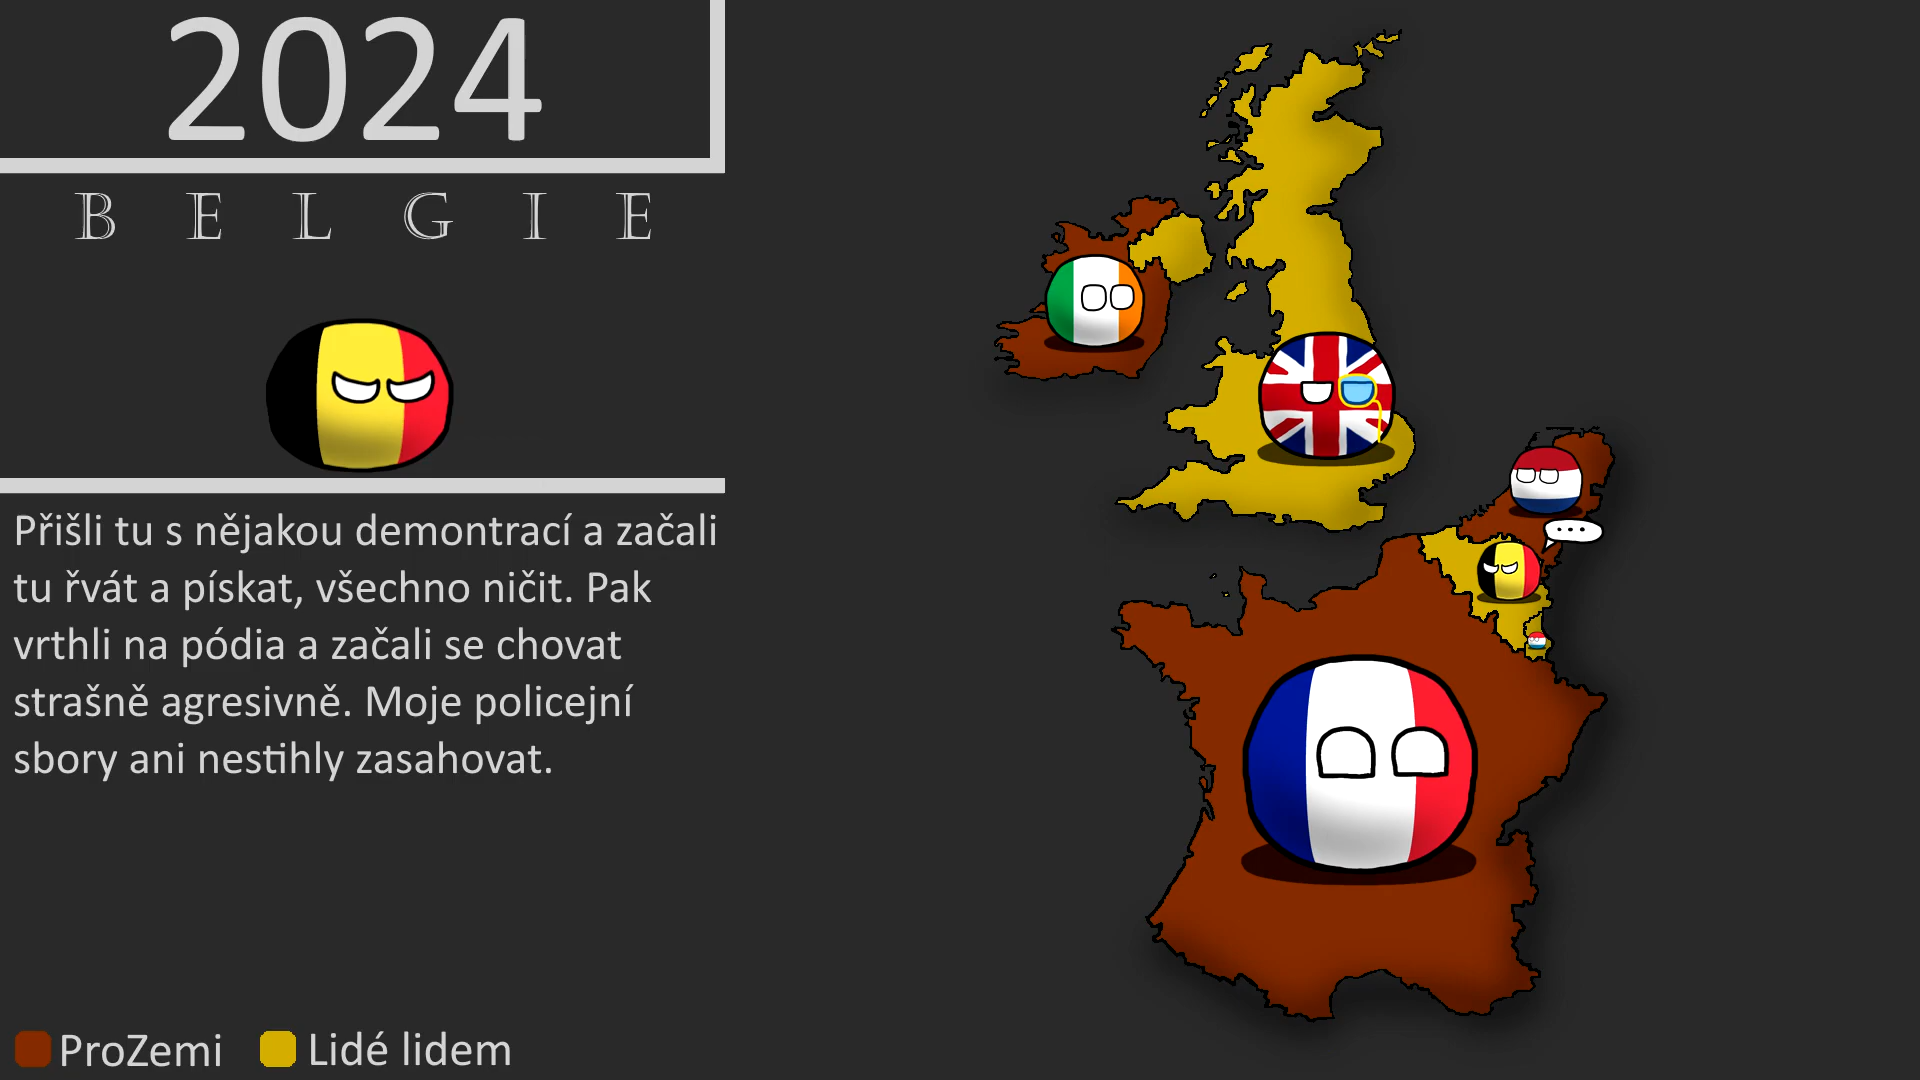 2024
BELGIE
Přišli tu s nějakou demontrací a začali
tu řvát a pískat, všechno ničit. Pak
vrthli na pódia a začali se chovat
strašně agresivně. Moje policejní
sbory ani nestihly zasahovat.
...
ProZemi Lidé lidem